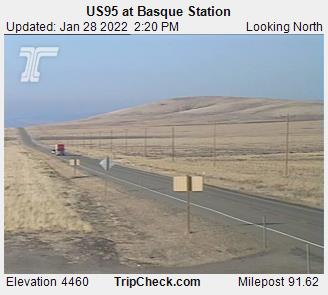 US95 at Basque Station
Updated: Jan 28 2022  2:20 PM Looking North
Elevation 4460 TripCheck.com Milepost 91.62